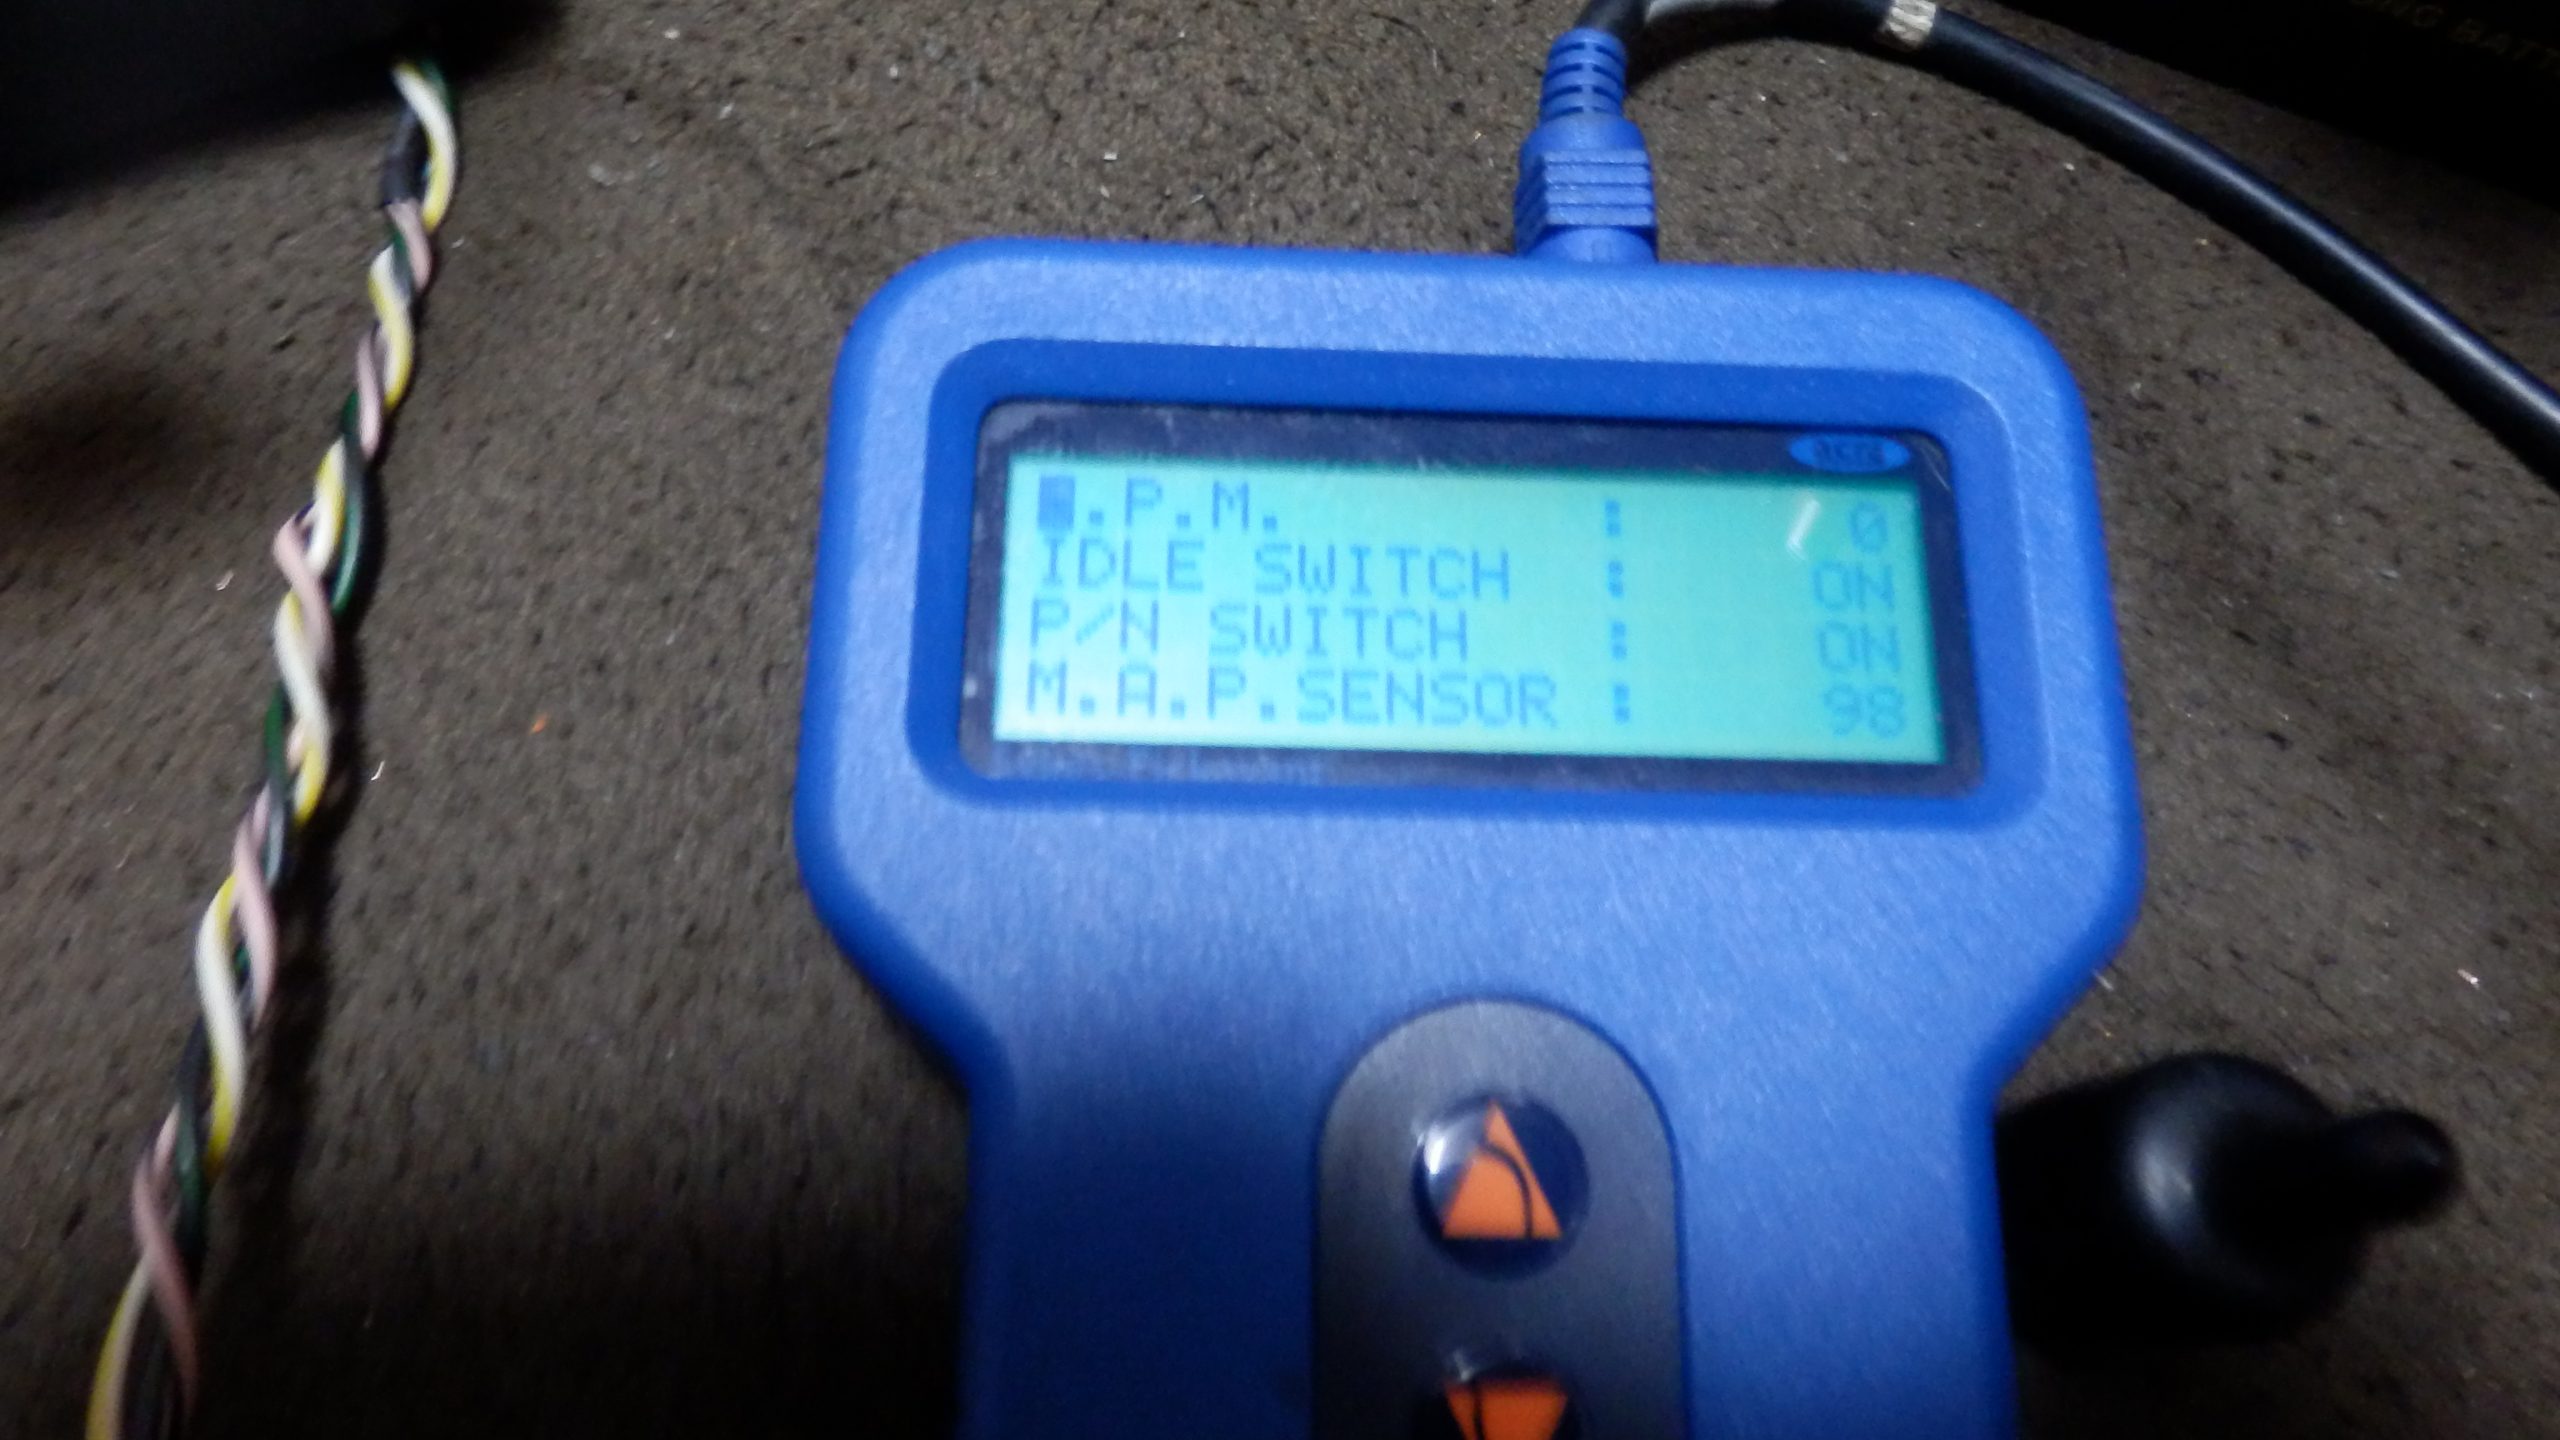 .P.M. : 0
IDLE SWITCH : ON
P/N SWITCH : ON
M.A.P.SENSOR : 98